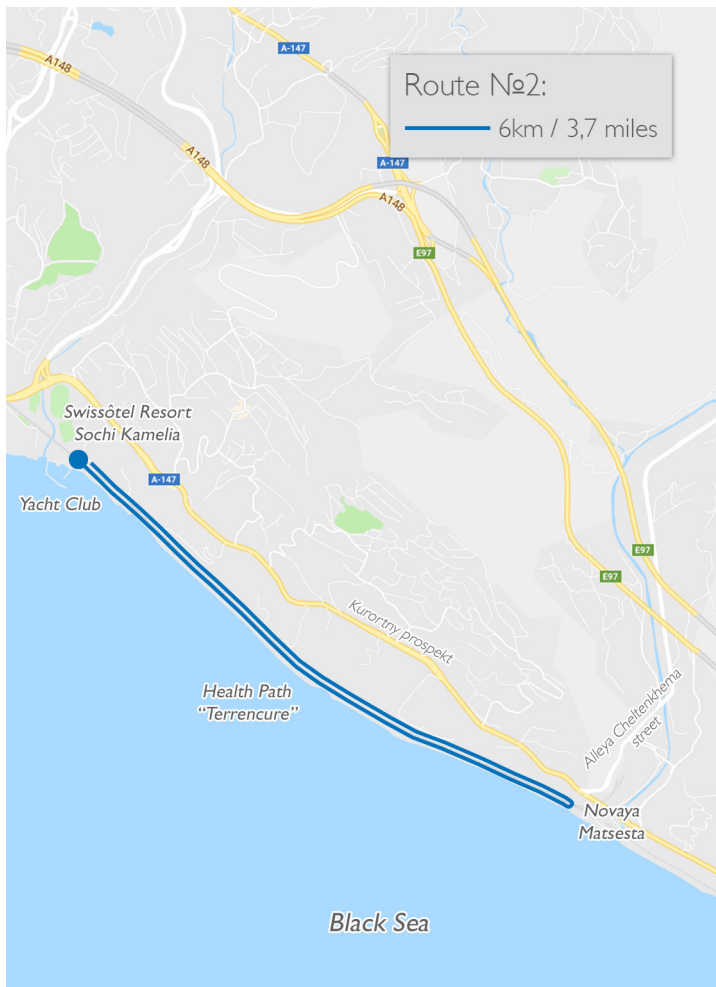 A148
A-147
Route №2:
6km / 3,7 miles
A148
A-147
A148
E97
Swissôtel Resort
Sochi Kamelia
A-147
Yacht Club
E97
E97
Kurortny prospekt
Health Path
“Terrencure”
Alleya Cheltenkhema
street
Novaya
Matsesta
Black Sea